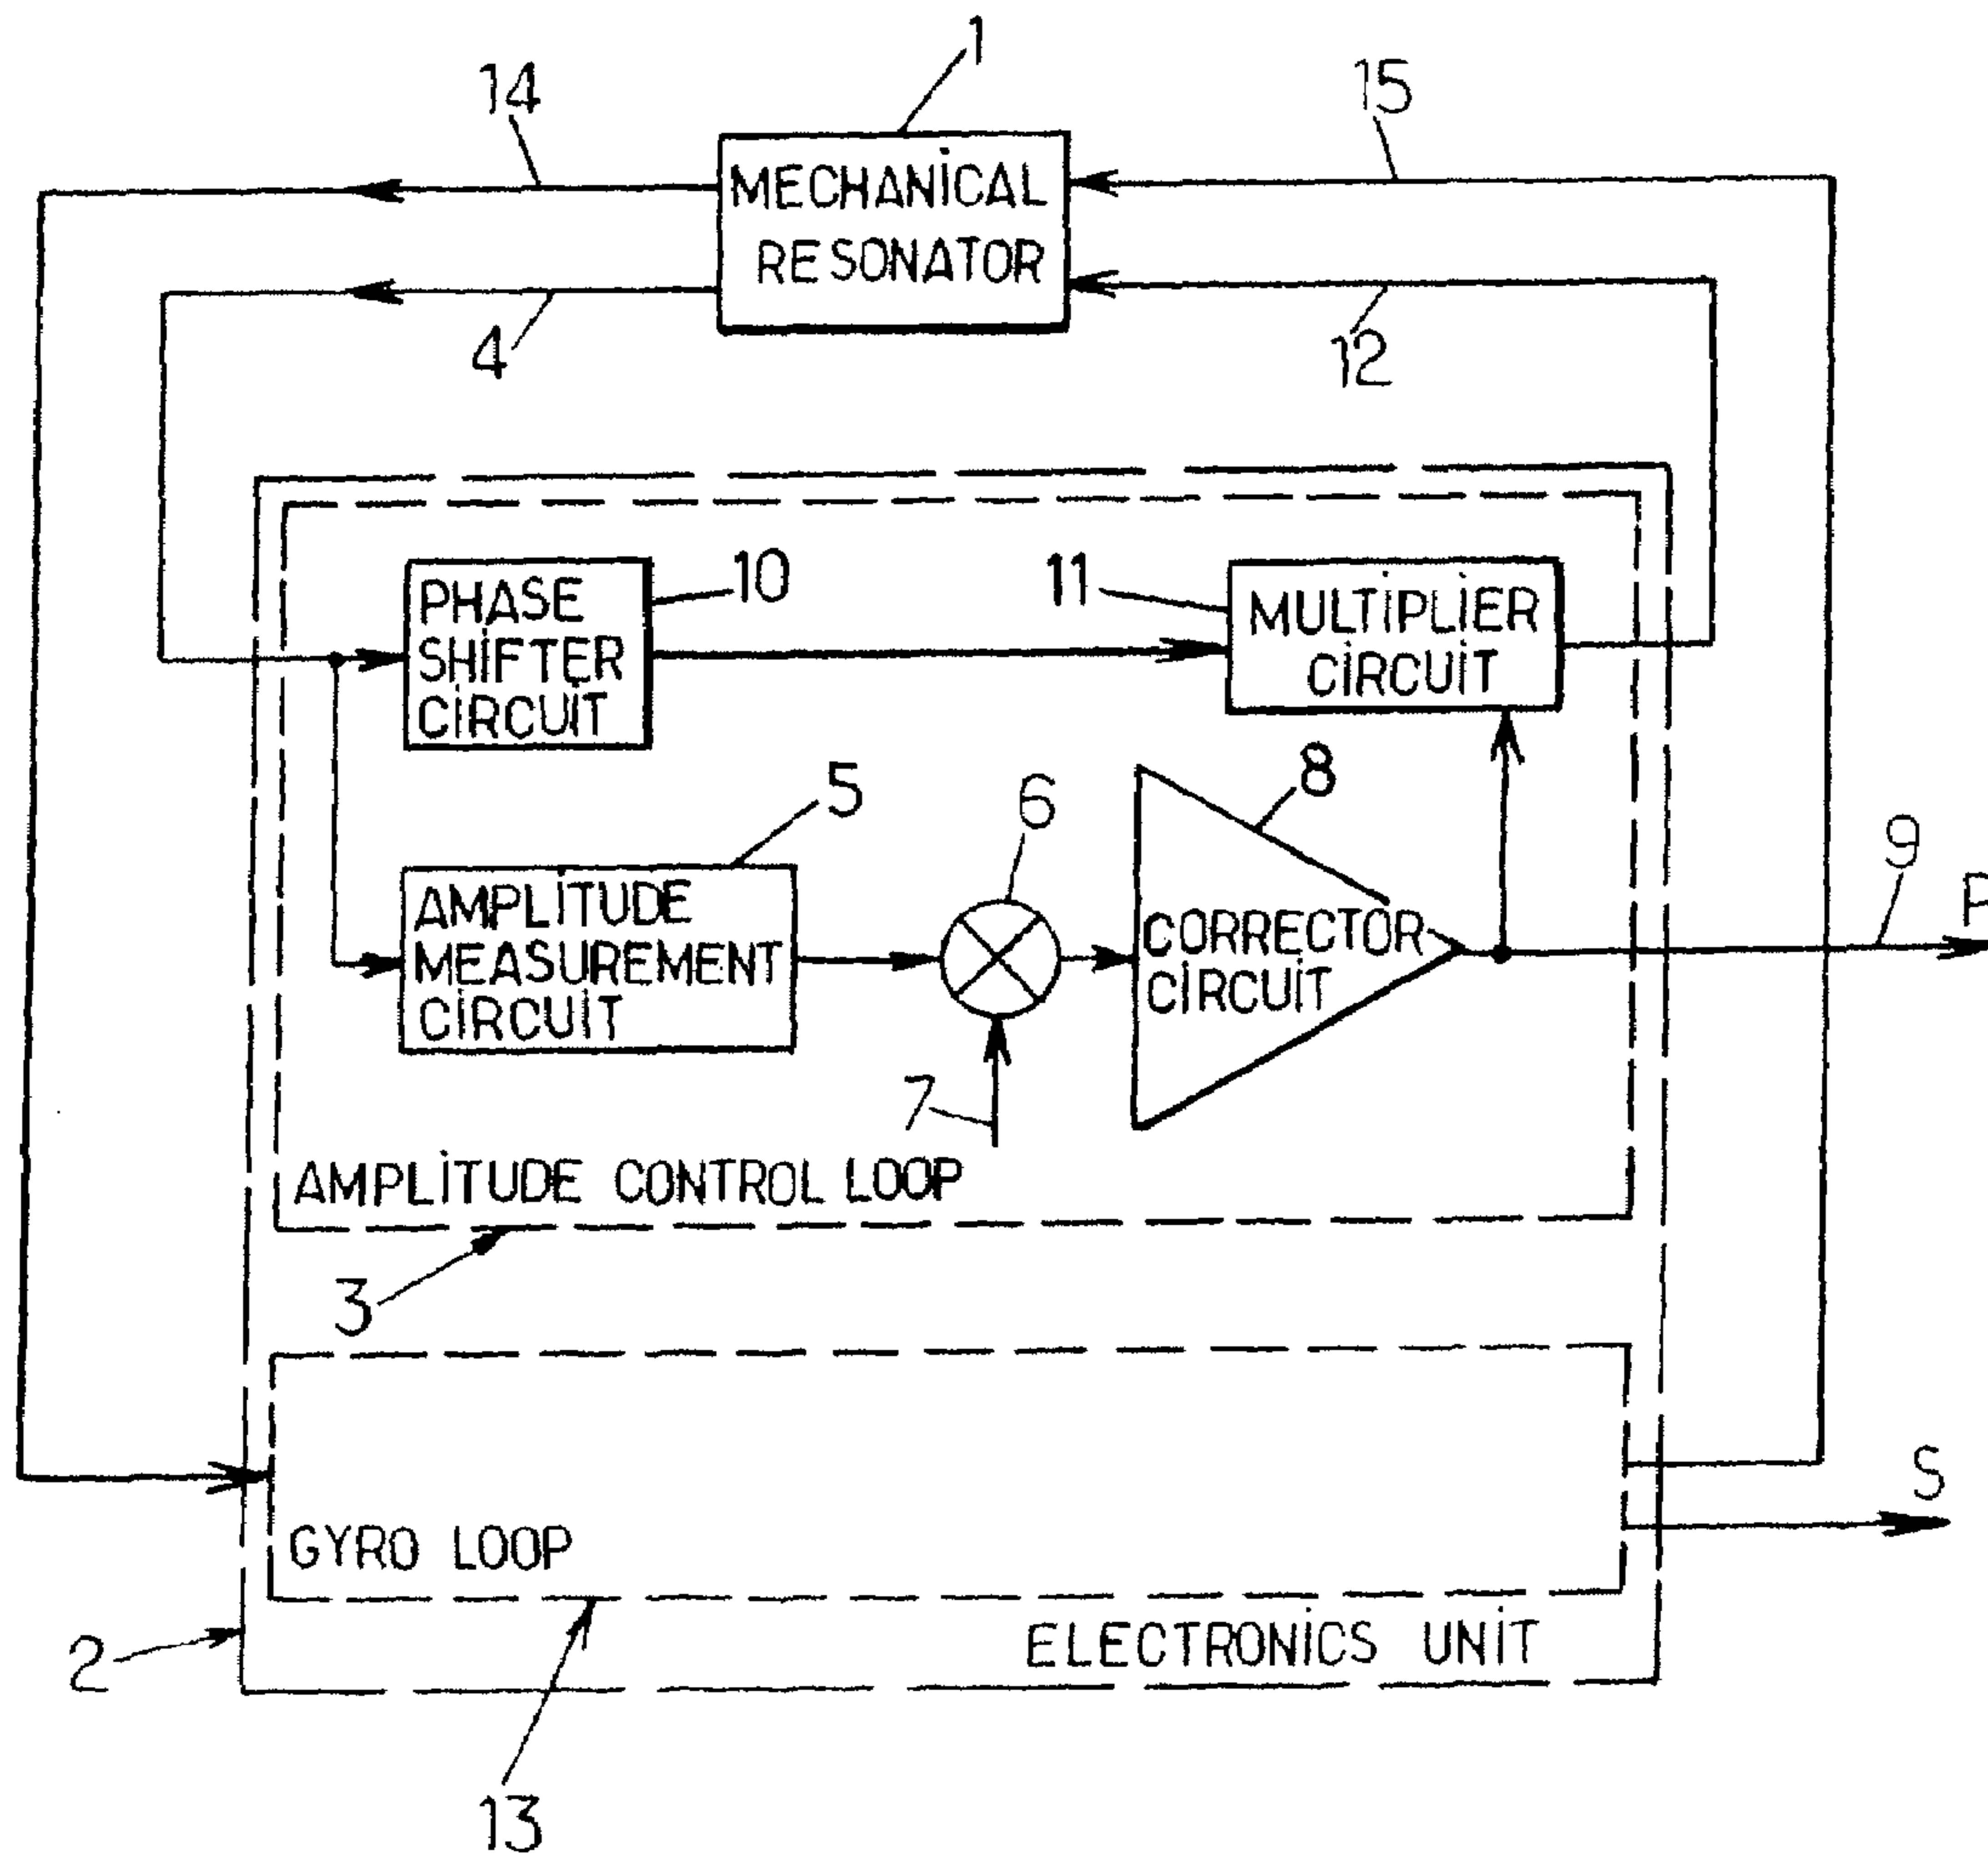 1
14
15
MECHANICAL
RESONATOR
4
12
PHASE
SHIFTER
CIRCUIT
10
11
MULTIPLIER
CIRCUIT
5
6
8
9
P
AMPLITUDE
MEASUREMENT
CIRCUIT
CORRECTOR
CIRCUIT
7
AMPLITUDE CONTROL LOOP
3
S
GYRO LOOP
2
ELECTRONICS UNIT
13